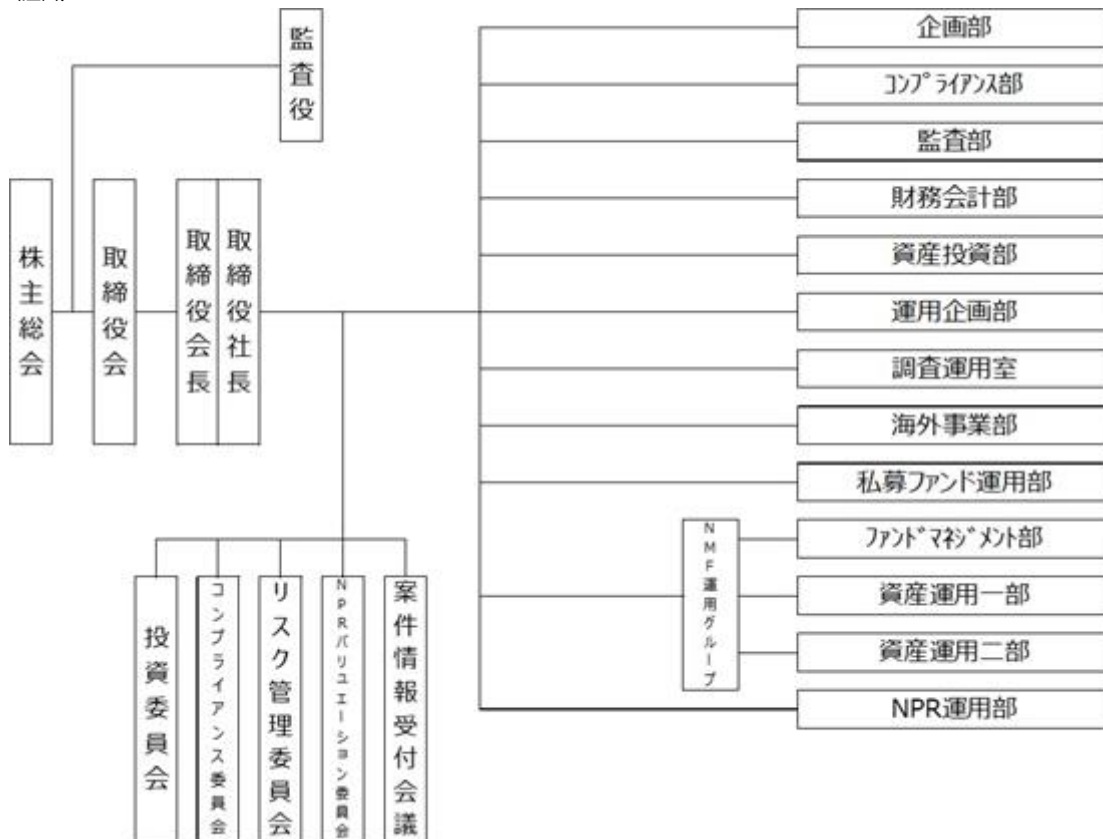 監査役
株主総会
取締役会
取締役会長
取締役社長
企画部
コンプライアンス部
監査部
財務会計部
資産投資部
運用企画部
調査運用室
海外事業部
私募ファンド運用部
NMF運用グループ
ファンドマネジメント部
資産運用一部
資産運用二部
NPR運用部
投資委員会
コンプライアンス委員会
リスク管理委員会
NPRバリュエーション委員会
案件情報受付会議